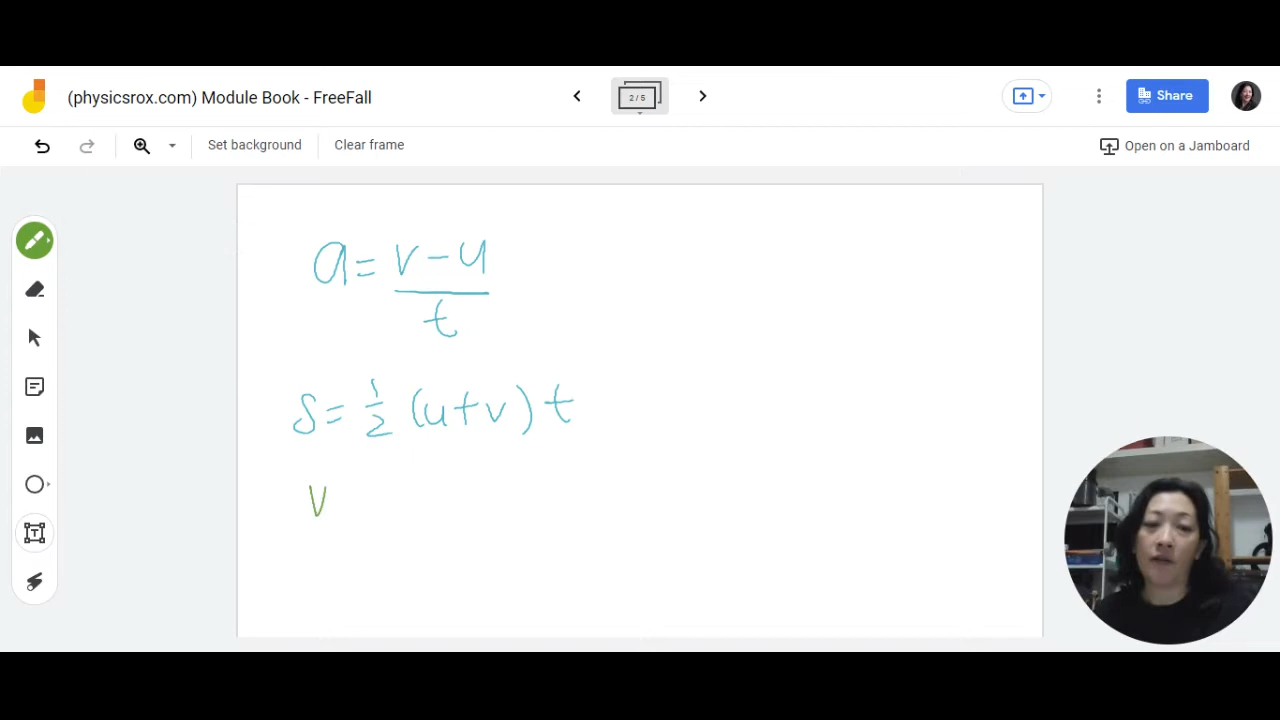 (physicsrox.com) Module Book - FreeFall
2 / 5
Share
Set background
Clear frame
Open on a Jamboard
a = v - u
t
s = 1/2 (u + v) t
v
T